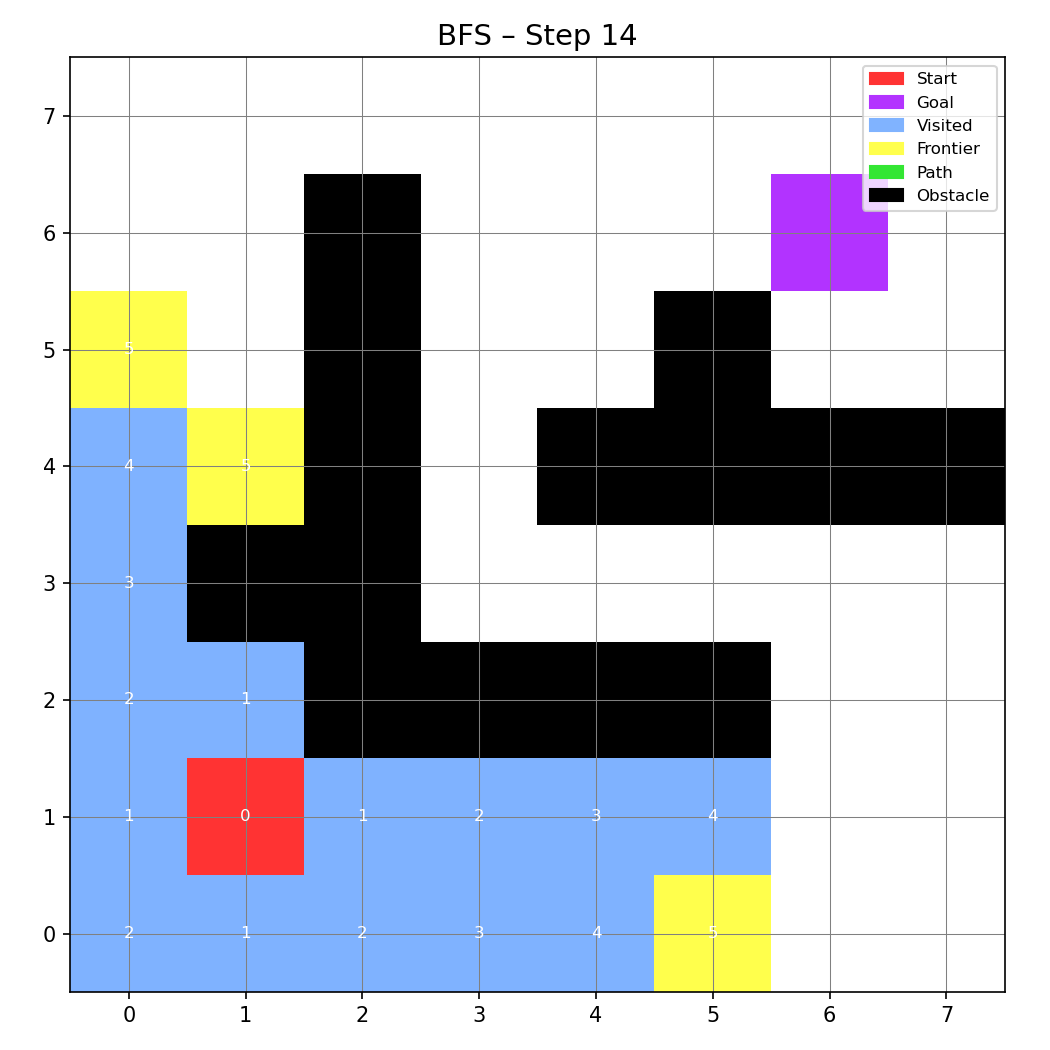 BFS – Step 14
Start
Goal
Visited
Frontier
Path
Obstacle
7
6
5 5
4 4 5
3 3
2 2 1
1 1 0 1 2 3 4
0 2 1 2 3 4 5
0 1 2 3 4 5 6 7